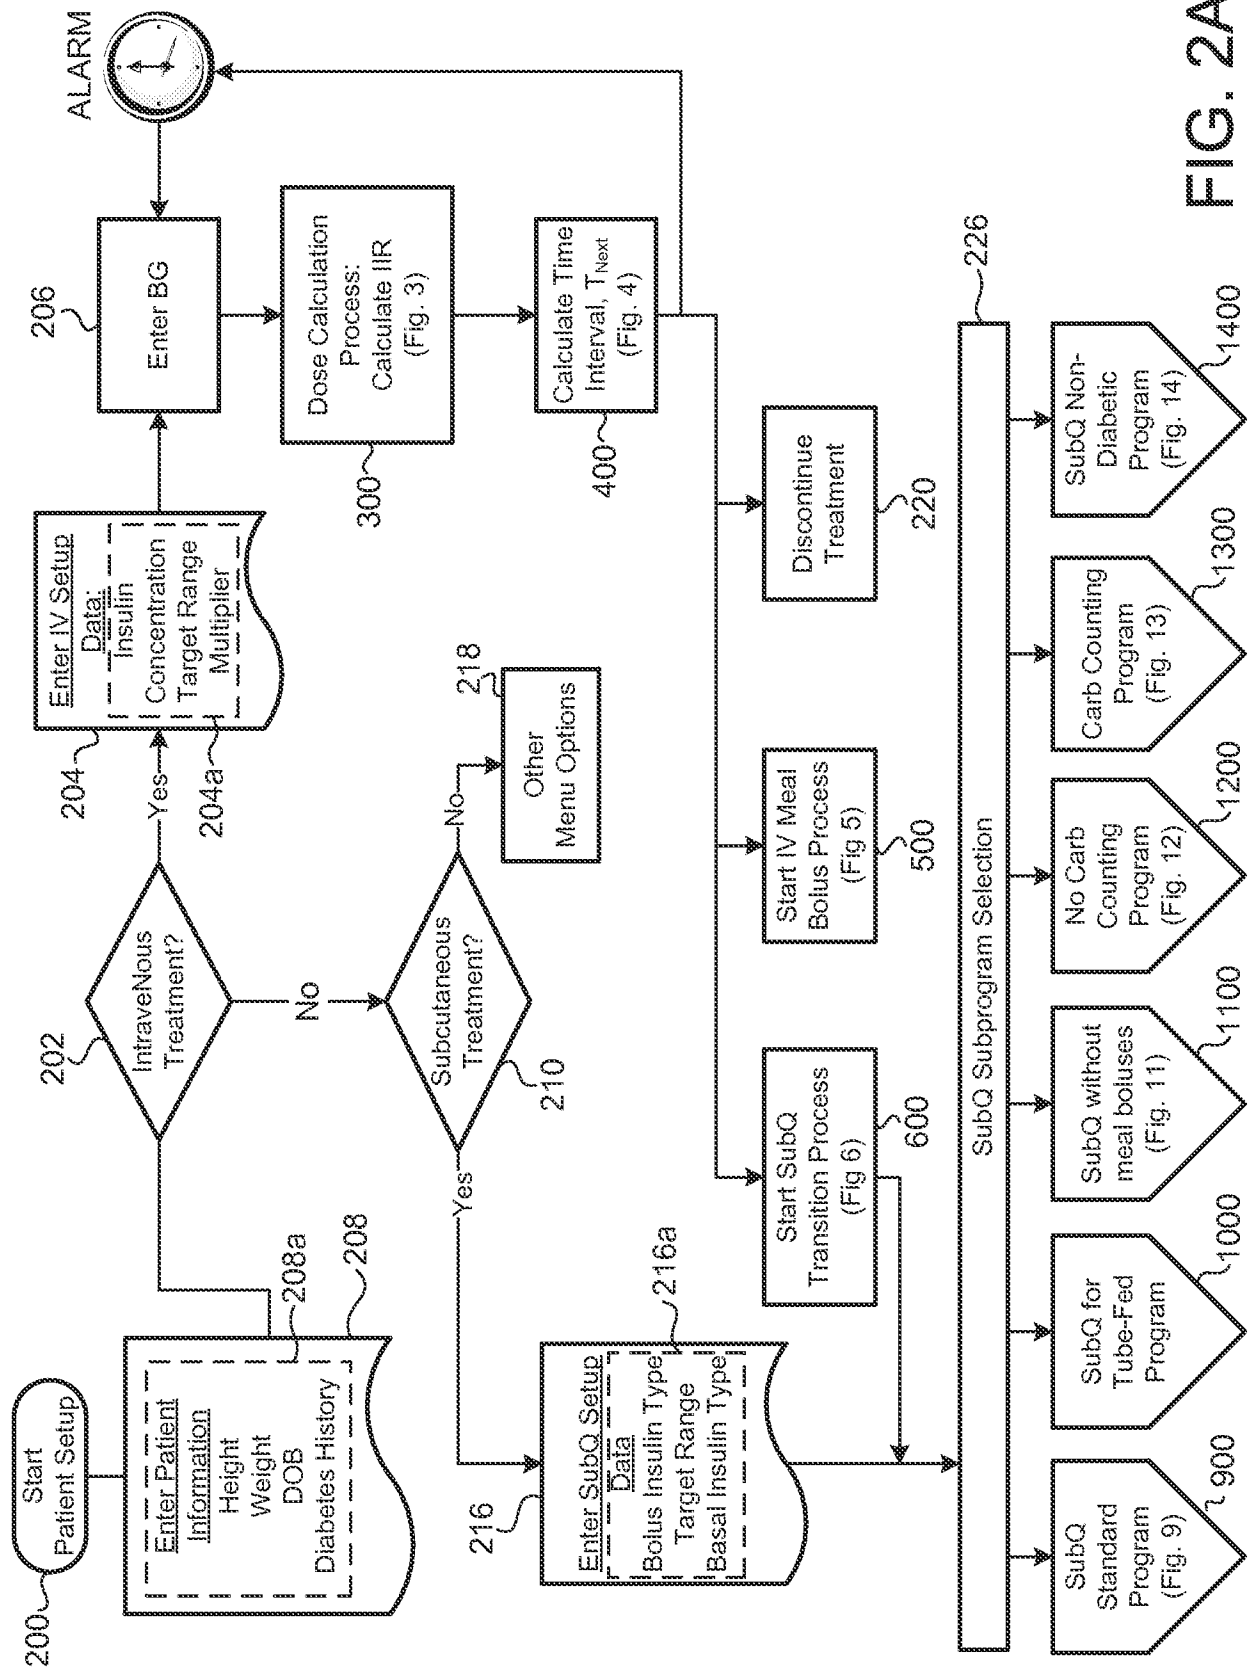 200
Start
Patient Setup
Enter Patient
Information
Height
Weight
DOB
Diabetes History
208a
208
202
IntraveNous
Treatment?
Yes
No
204
Enter IV Setup
Data:
Insulin
Concentration
Target Range
Multiplier
204a
206
Enter BG
ALARM
Dose Calculation
Process:
Calculate IIR
(Fig. 3)
300
Calculate Time
Interval, TNext
(Fig. 4)
400
Subcutaneous
Treatment?
210
Yes
No
218
Other
Menu Options
216
Enter SubQ Setup
Data
Bolus Insulin Type
Target Range
Basal Insulin Type
216a
Start SubQ
Transition Process
(Fig 6)
600
Start IV Meal
Bolus Process
(Fig 5)
500
Discontinue
Treatment
220
226
SubQ Subprogram Selection
SubQ
Standard
Program
(Fig. 9)
900
SubQ for
Tube-Fed
Program
1000
SubQ without
meal boluses
(Fig. 11)
1100
No Carb
Counting
Program
(Fig. 12)
1200
Carb Counting
Program
(Fig. 13)
1300
SubQ Non-
Diabetic
Program
(Fig. 14)
1400
FIG. 2A